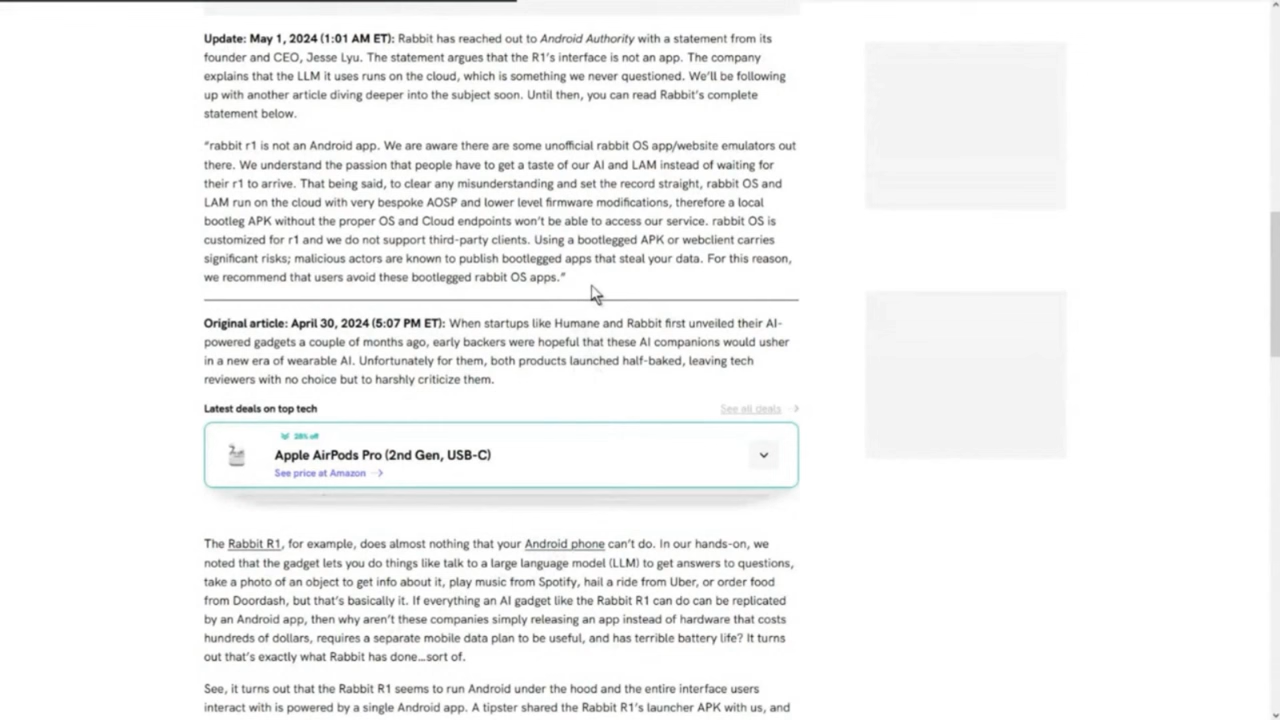 Update: May 1, 2024 (1:01 AM ET): Rabbit has reached out to Android Authority with a statement from its
founder and CEO, Jesse Lyu. The statement argues that the R1's interface is not an app. The company
explains that the LLM it uses runs on the cloud, which is something we never questioned. We'll be following
up with another article diving deeper into the subject soon. Until then, you can read Rabbit's complete
statement below.
“rabbit r1 is not an Android app. We are aware there are some unofficial rabbit OS app/website emulators out
there. We understand the passion that people have to get a taste of our AI and LAM instead of waiting for
their r1 to arrive. That being said, to clear any misunderstanding and set the record straight, rabbit OS and
LAM run on the cloud with very bespoke AOSP and lower level firmware modifications, therefore a local
bootleg APK without the proper OS and Cloud endpoints won't be able to access our service. rabbit OS is
customized for r1 and we do not support third-party clients. Using a bootlegged APK or webclient carries
significant risks; malicious actors are known to publish bootlegged apps that steal your data. For this reason,
we recommend that users avoid these bootlegged rabbit OS apps.”
Original article: April 30, 2024 (5:07 PM ET): When startups like Humane and Rabbit first unveiled their AI-
powered gadgets a couple of months ago, early backers were hopeful that these AI companions would usher
in a new era of wearable AI. Unfortunately for them, both products launched half-baked, leaving tech
reviewers with no choice but to harshly criticize them.
Latest deals on top tech
See all deals
28% off
Apple AirPods Pro (2nd Gen, USB-C)
See price at Amazon
The Rabbit R1, for example, does almost nothing that your Android phone can't do. In our hands-on, we
noted that the gadget lets you do things like talk to a large language model (LLM) to get answers to questions,
take a photo of an object to get info about it, play music from Spotify, hail a ride from Uber, or order food
from Doordash, but that's basically it. If everything an AI gadget like the Rabbit R1 can do can be replicated
by an Android app, then why aren't these companies simply releasing an app instead of hardware that costs
hundreds of dollars, requires a separate mobile data plan to be useful, and has terrible battery life? It turns
out that's exactly what Rabbit has done…sort of.
See, it turns out that the Rabbit R1 seems to run Android under the hood and the entire interface users
interact with is powered by a single Android app. A tipster shared the Rabbit R1's launcher APK with us, and